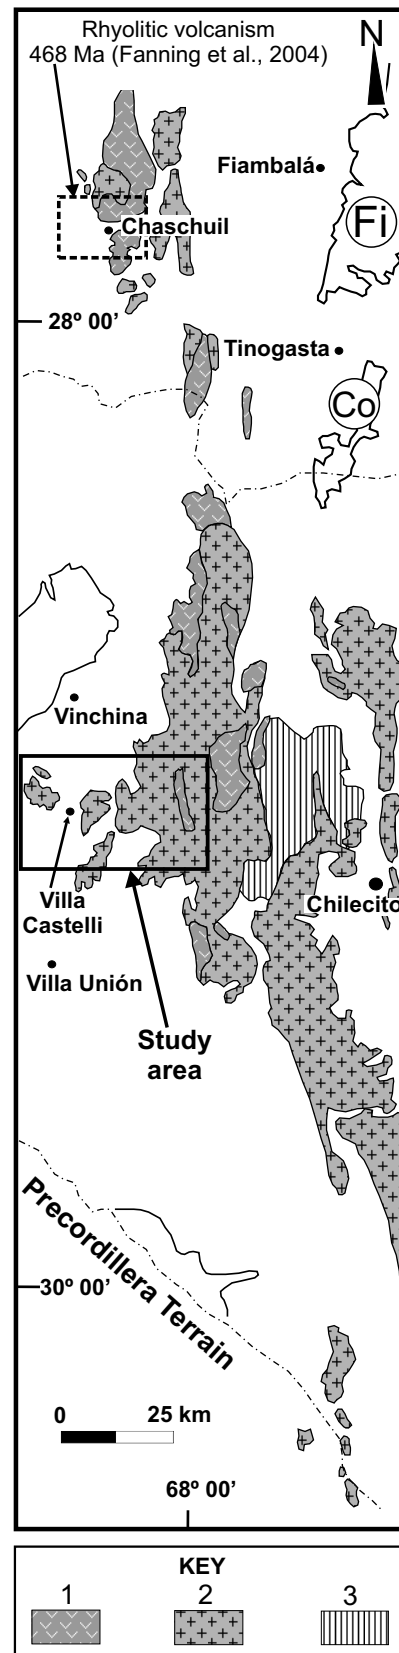 Rhyolitic volcanism
468 Ma (Fanning et al., 2004)
N
Fiambalá
Fi
Chaschuil
28º 00’
Tinogasta
Co
Vinchina
Villa
Castelli
Chilecito
Villa Unión
Study
area
Precordillera Terrain
30º 00’
0 25 km
68º 00’
KEY
1 2 3